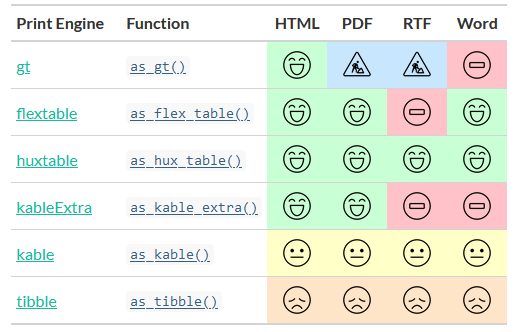 Print Engine Function HTML PDF RTF Word
gt as_gt()
flextable as_flex_table()
huxtable as_hux_table()
kableExtra as_kable_extra()
kable as_kable()
tibble as_tibble()